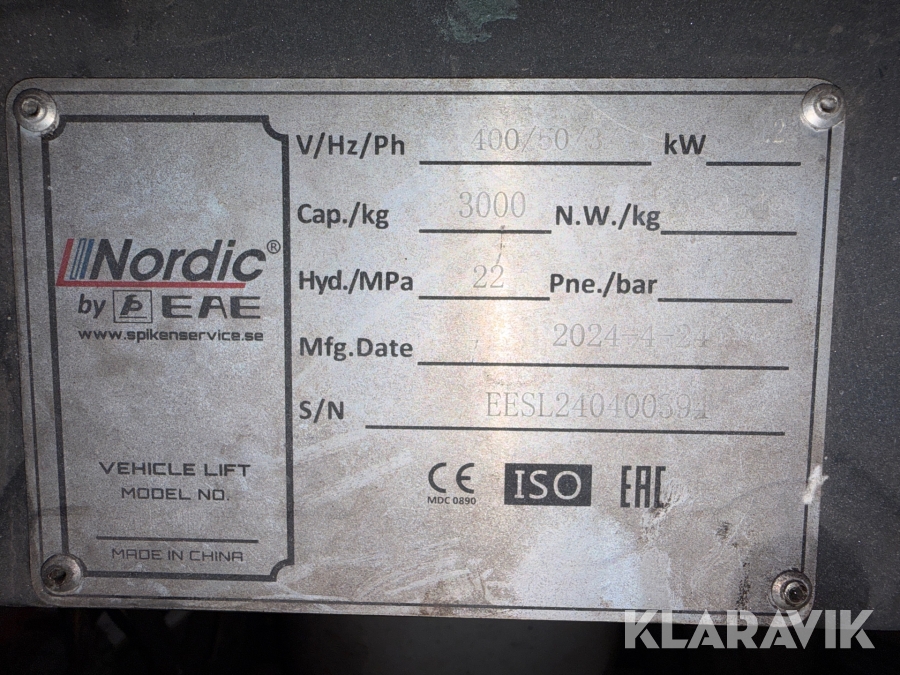 Nordic®
by EAE
www.spikenservice.se
VEHICLE LIFT
MODEL NO.
MADE IN CHINA
V/Hz/Ph 400/50/3 kW
Cap./kg 3000 N.W./kg
Hyd./MPa 22 Pne./bar
Mfg.Date 2024-4
S/N EESL240400394
CE ISO EAC
MDC 0890
KLARAVIK